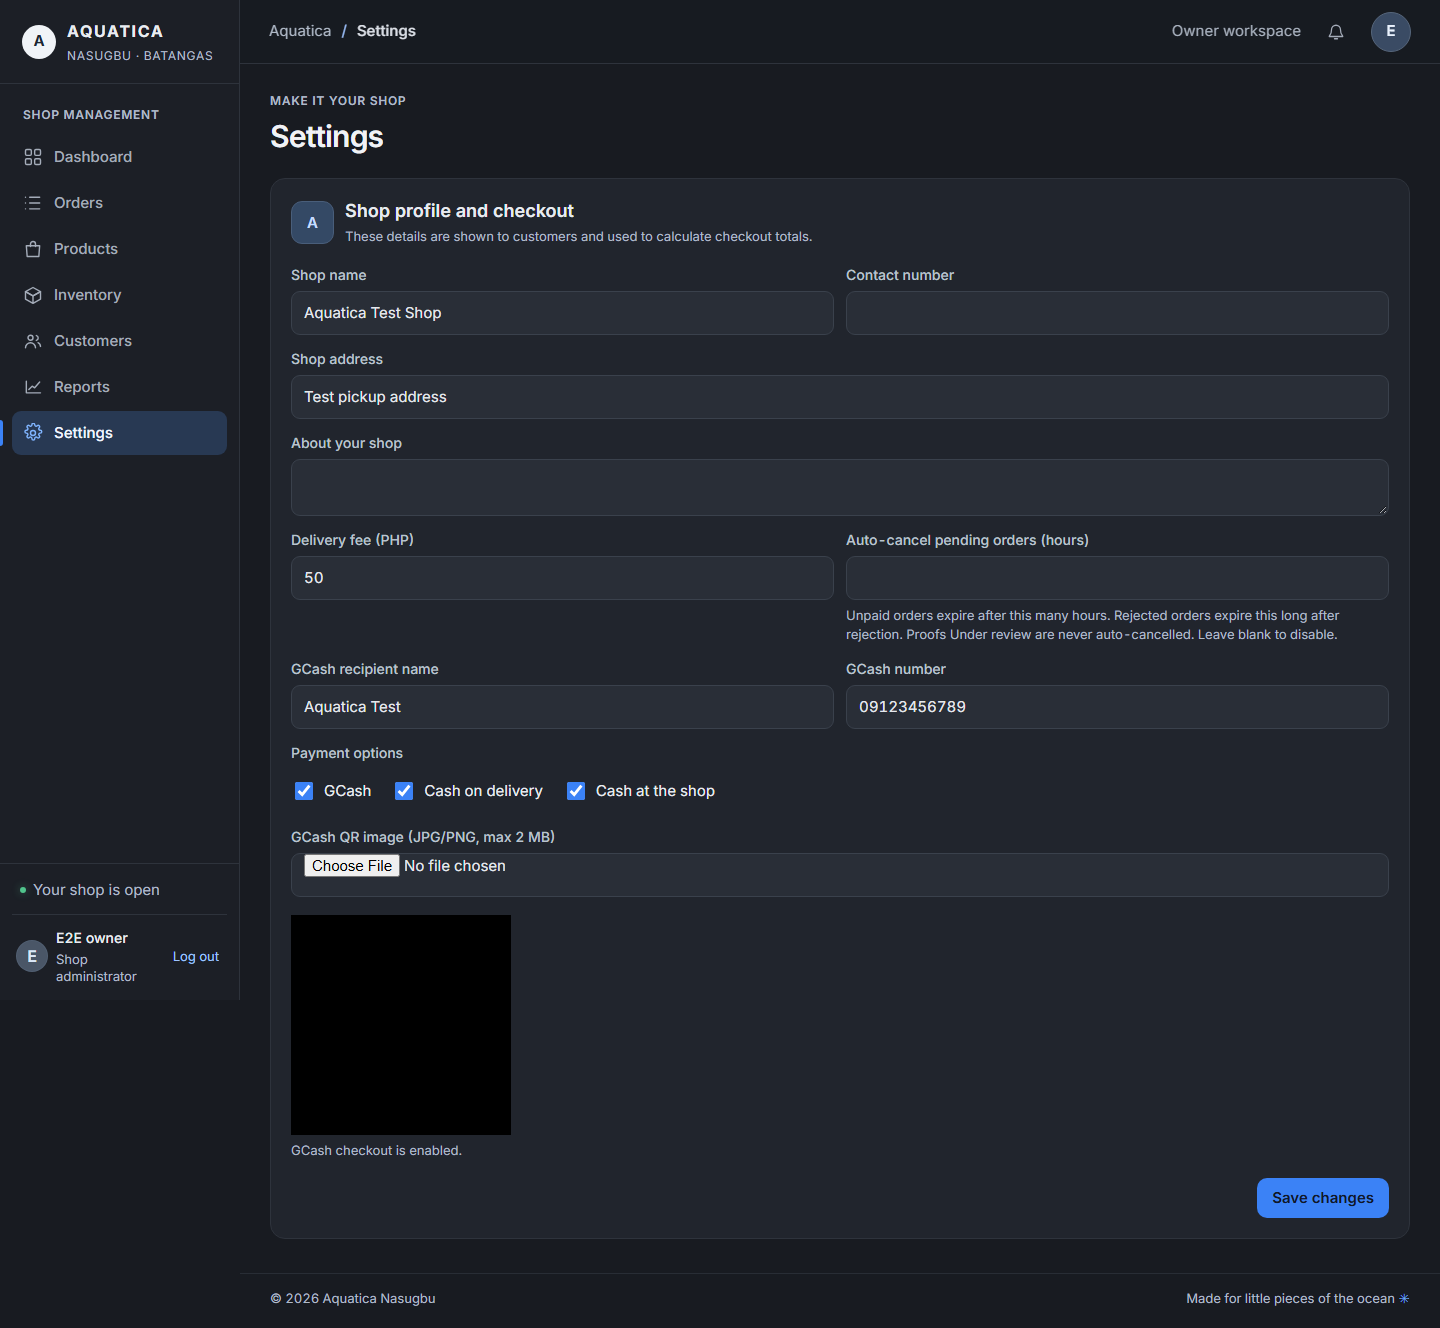 A
AQUATICA
NASUGBU · BATANGAS
Aquatica / Settings
Owner workspace
E
SHOP MANAGEMENT
Dashboard
Orders
Products
Inventory
Customers
Reports
Settings
Your shop is open
E
E2E owner
Shop
administrator
Log out
MAKE IT YOUR SHOP
Settings
A
Shop profile and checkout
These details are shown to customers and used to calculate checkout totals.
Shop name
Aquatica Test Shop
Contact number
Shop address
Test pickup address
About your shop
Delivery fee (PHP)
50
Auto-cancel pending orders (hours)
Unpaid orders expire after this many hours. Rejected orders expire this long after
rejection. Proofs Under review are never auto-cancelled. Leave blank to disable.
GCash recipient name
Aquatica Test
GCash number
09123456789
Payment options
GCash
Cash on delivery
Cash at the shop
GCash QR image (JPG/PNG, max 2 MB)
Choose File No file chosen
GCash checkout is enabled.
Save changes
© 2026 Aquatica Nasugbu
Made for little pieces of the ocean ✳